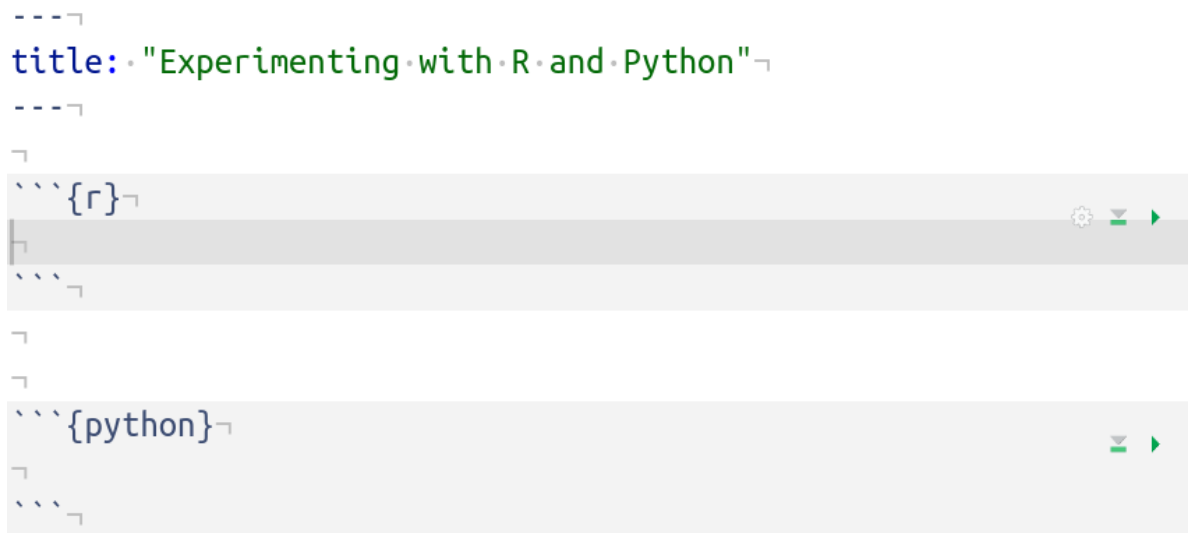 ---
title: "Experimenting with R and Python"
---
```{r}
```
```{python}
```